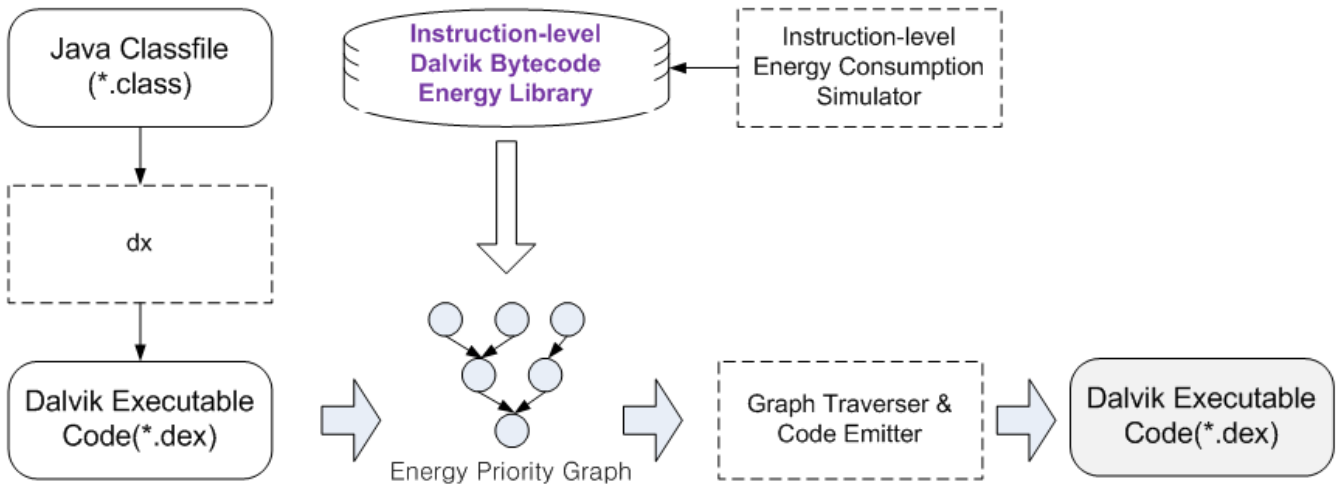 Java Classfile
(*.class)
Instruction-level
Dalvik Bytecode
Energy Library
Instruction-level
Energy Consumption
Simulator
dx
Dalvik Executable
Code(*.dex)
Energy Priority Graph
Graph Traverser &
Code Emitter
Dalvik Executable
Code(*.dex)